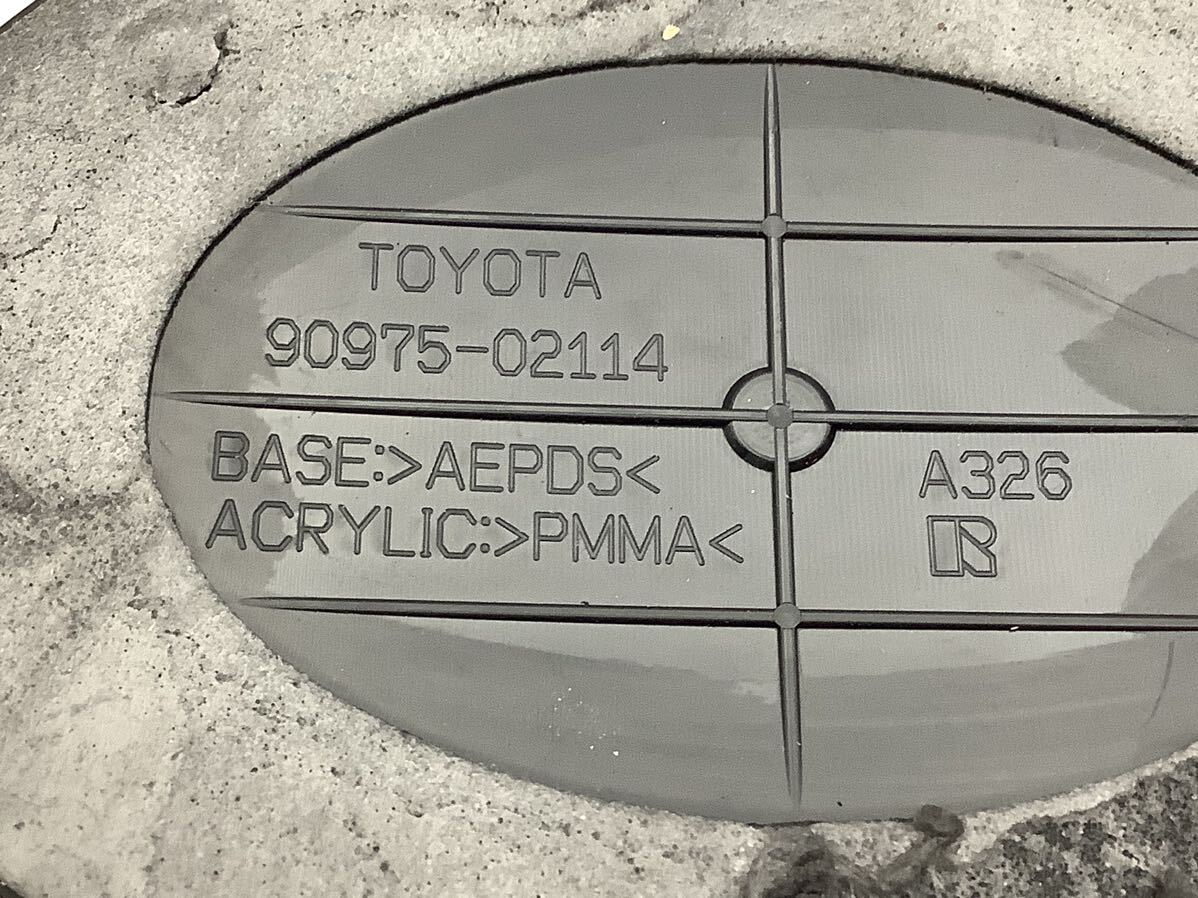 TOYOTA
90975-02114
BASE:>AEPDS<
ACRYLIC:>PMMA<
A326
R